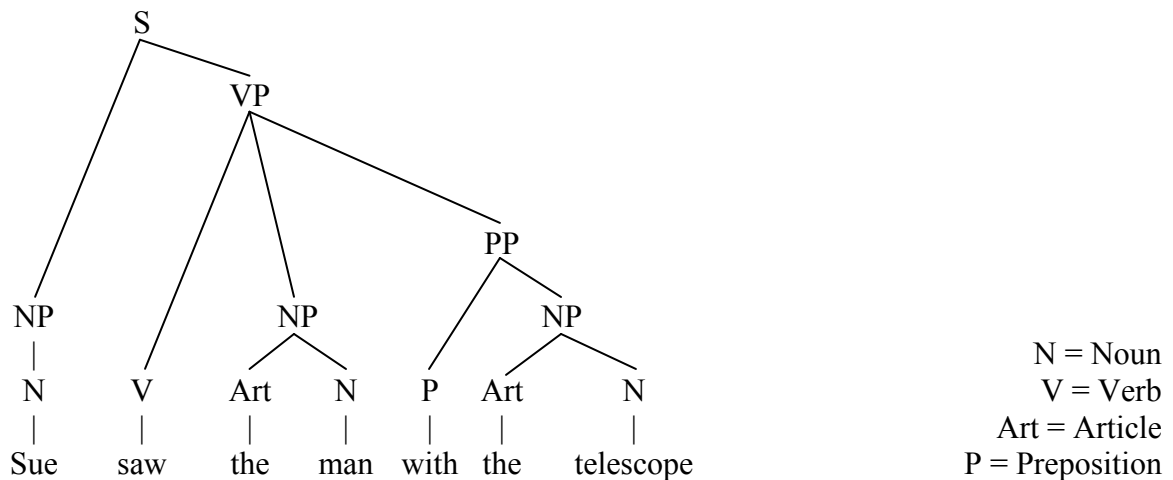 S
VP
PP
NP NP NP
N = Noun
N V Art N P Art N V = Verb
| | | | | | | Art = Article
Sue saw the man with the telescope P = Preposition